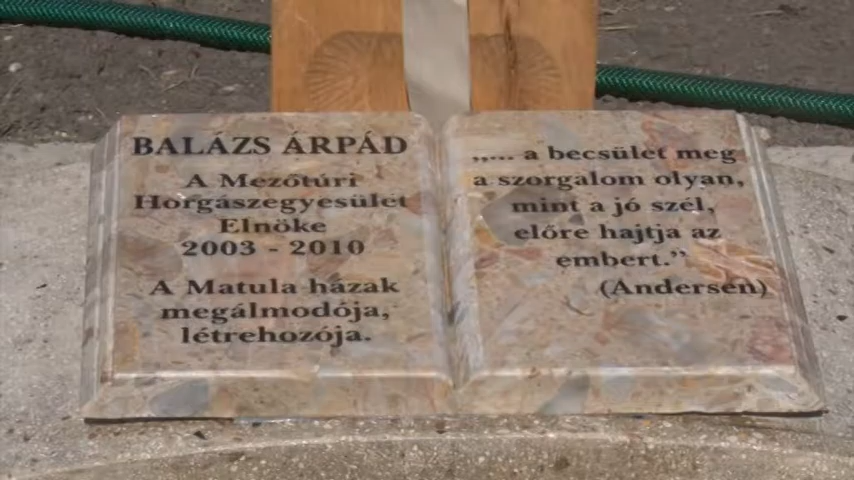 BALÁZS ÁRPÁD
A Mezőtúri
Horgászegyesület
Elnöke
2003 - 2010
A Matula házak
megálmodója,
létrehozója.
„... a becsület meg
a szorgalom olyan,
mint a jó szél,
előre hajtja az
embert.”
(Andersen)